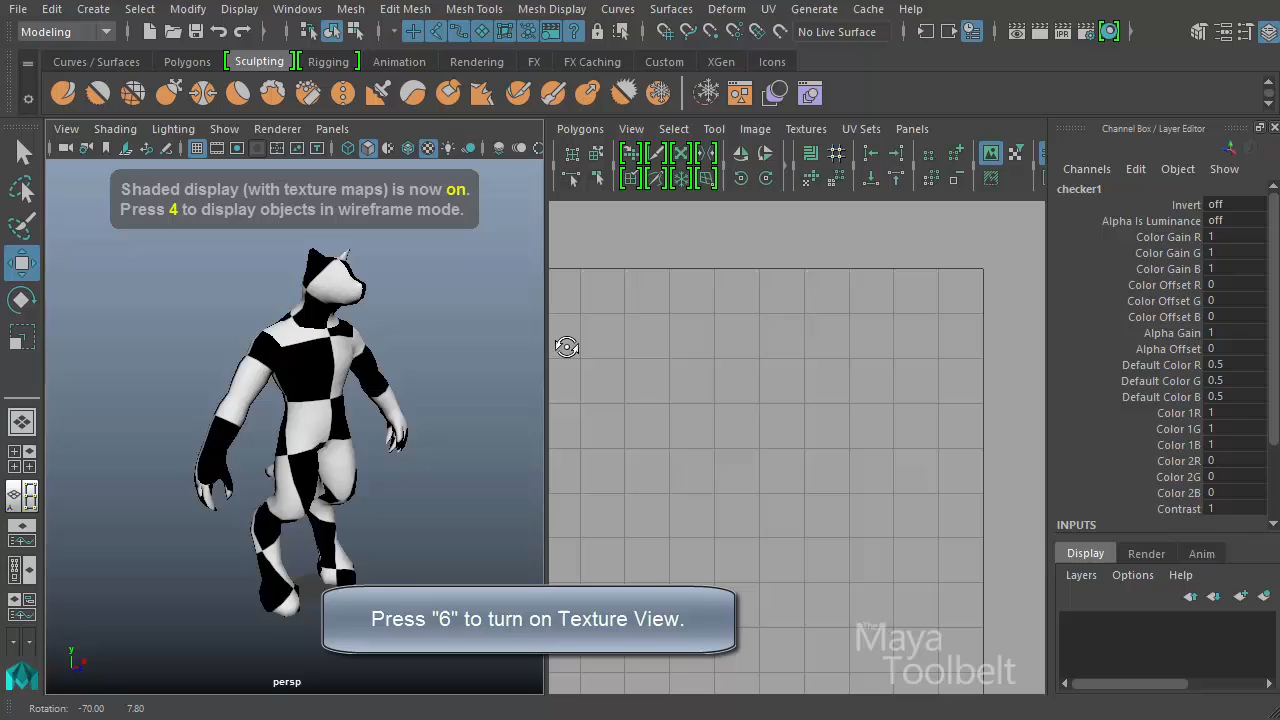 File Edit Create Select Modify Display Windows Mesh Edit Mesh Mesh Tools Mesh Display Curves Surfaces Deform UV Generate Cache Help
Modeling
No Live Surface
Curves / Surfaces Polygons Sculpting Rigging Animation Rendering FX FX Caching Custom XGen Icons
View Shading Lighting Show Renderer Panels
Polygons View Select Tool Image Textures UV Sets Panels
Channel Box / Layer Editor
Channels Edit Object Show
checker1
Invert off
Alpha Is Luminance off
Color Gain R 1
Color Gain G 1
Color Gain B 1
Color Offset R 0
Color Offset G 0
Color Offset B 0
Alpha Gain 1
Alpha Offset 0
Default Color R 0.5
Default Color G 0.5
Default Color B 0.5
Color 1R 1
Color 1G 1
Color 1B 1
Color 2R 0
Color 2G 0
Color 2B 0
Contrast 1
INPUTS
Display Render Anim
Layers Options Help
Shaded display (with texture maps) is now on.
Press 4 to display objects in wireframe mode.
Press "6" to turn on Texture View.
The
Maya
Toolbelt
y
persp
Rotation: -70.00 7.80